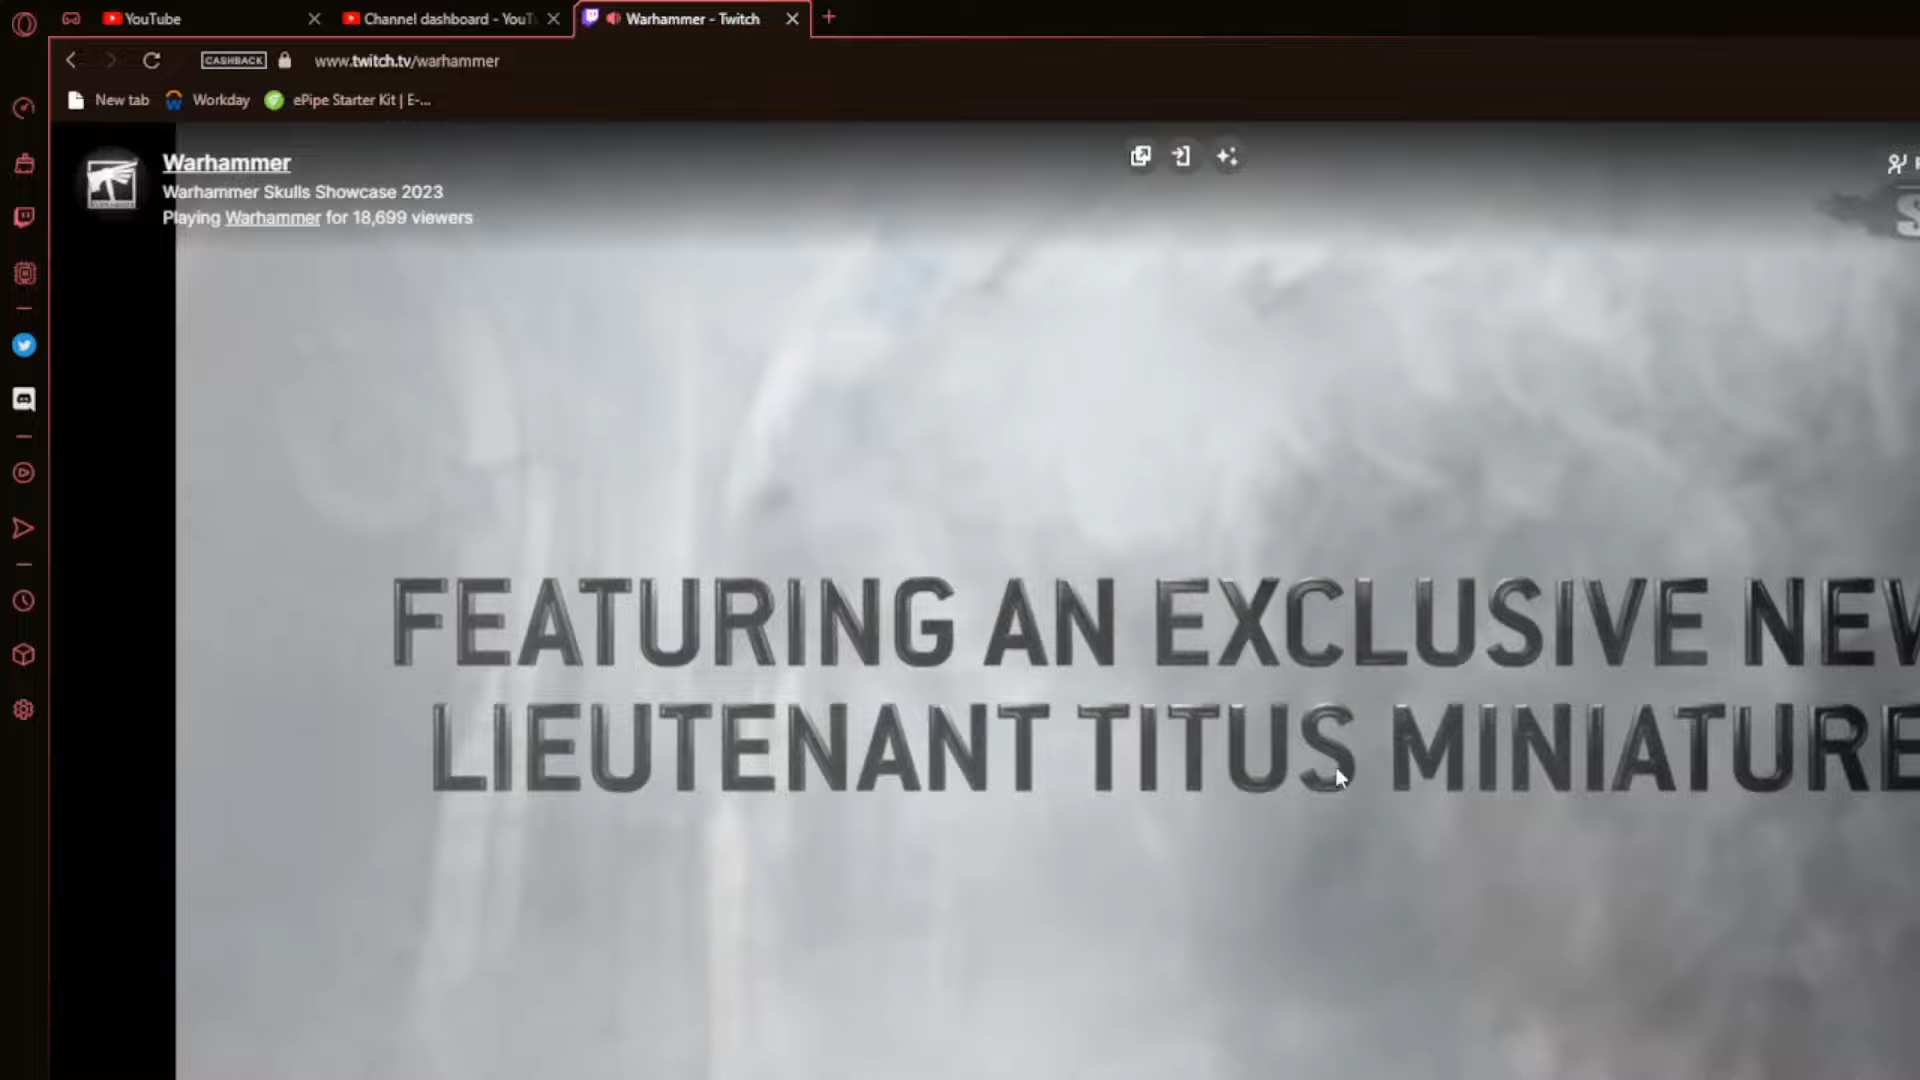 YouTube
Channel dashboard - YouT
Warhammer - Twitch
CASHBACK
www.twitch.tv/warhammer
New tab
Workday
ePipe Starter Kit | E-...
Warhammer
Warhammer Skulls Showcase 2023
Playing Warhammer for 18,699 viewers
FEATURING AN EXCLUSIVE NEW
LIEUTENANT TITUS MINIATURE